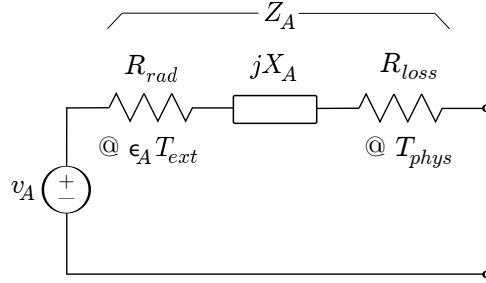 Z_A
R_rad jX_A R_loss
@ ϵ_A T_ext @ T_phys
v_A + −